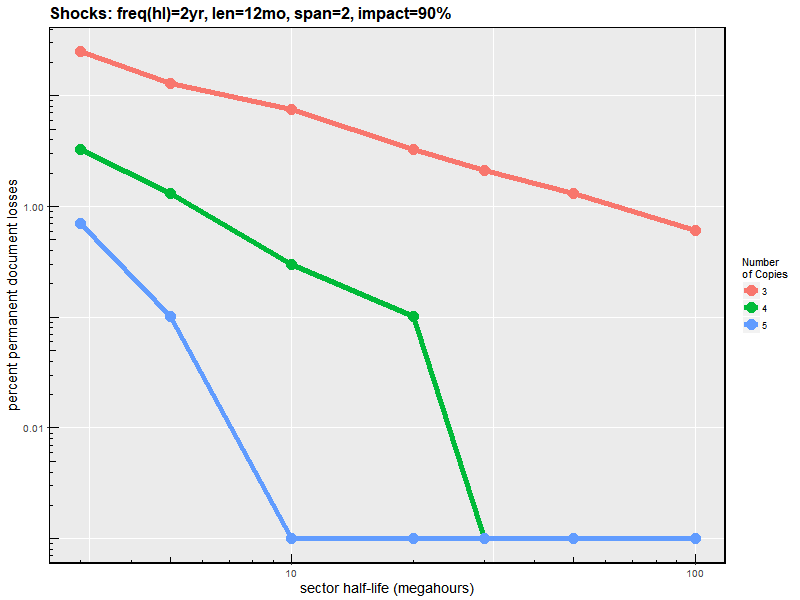 Shocks: freq(hl)=2yr, len=12mo, span=2, impact=90%
percent permanent document losses
1.00
0.01
10
100
sector half-life (megahours)
Number
of Copies
3
4
5